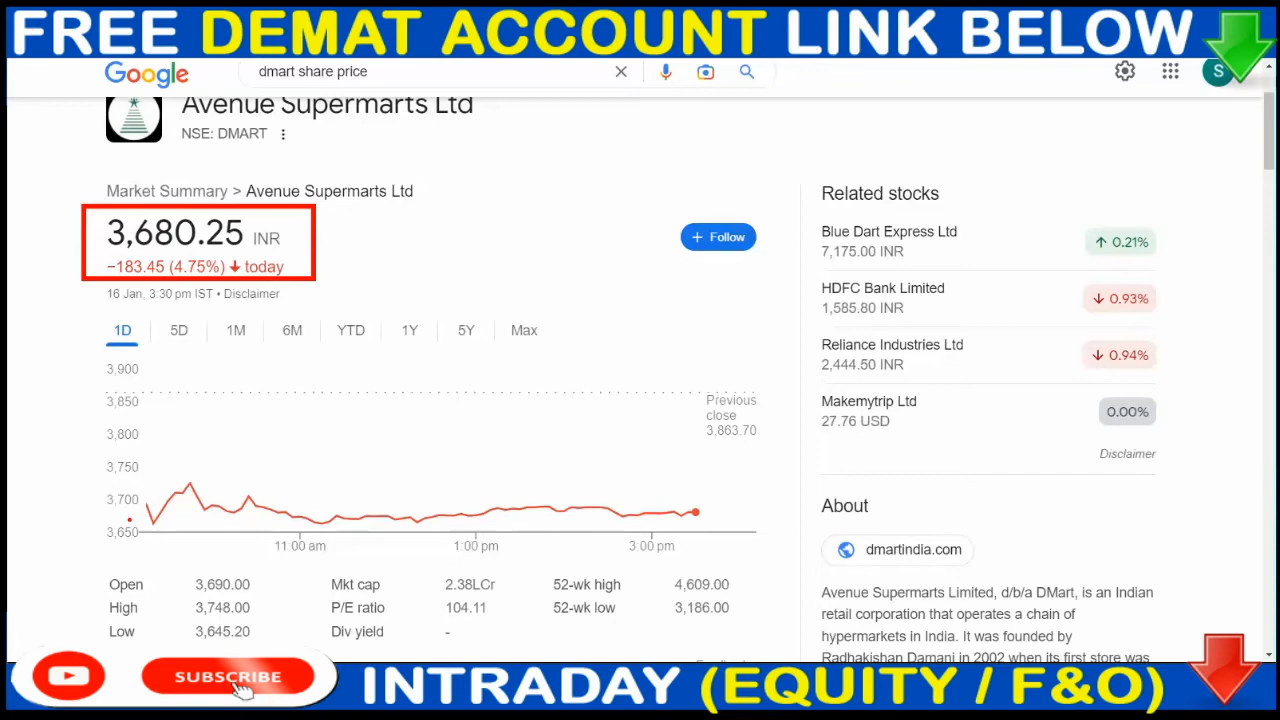 FREE DEMAT ACCOUNT LINK BELOW
Google
dmart share price
S
Avenue Supermarts Ltd
NSE: DMART
Market Summary > Avenue Supermarts Ltd
3,680.25 INR
−183.45 (4.75%) ↓ today
16 Jan, 3:30 pm IST • Disclaimer
+ Follow
1D 5D 1M 6M YTD 1Y 5Y Max
3,900
3,850
3,800
3,750
3,700
3,650
Previous
close
3,863.70
11:00 am 1:00 pm 3:00 pm
Open 3,690.00 Mkt cap 2.38LCr 52-wk high 4,609.00
High 3,748.00 P/E ratio 104.11 52-wk low 3,186.00
Low 3,645.20 Div yield -
Related stocks
Blue Dart Express Ltd
7,175.00 INR
↑ 0.21%
HDFC Bank Limited
1,585.80 INR
↓ 0.93%
Reliance Industries Ltd
2,444.50 INR
↓ 0.94%
Makemytrip Ltd
27.76 USD
0.00%
Disclaimer
About
dmartindia.com
Avenue Supermarts Limited, d/b/a DMart, is an Indian
retail corporation that operates a chain of
hypermarkets in India. It was founded by
Radhakishan Damani in 2002 when its first store was
SUBSCRIBE
INTRADAY (EQUITY / F&O)